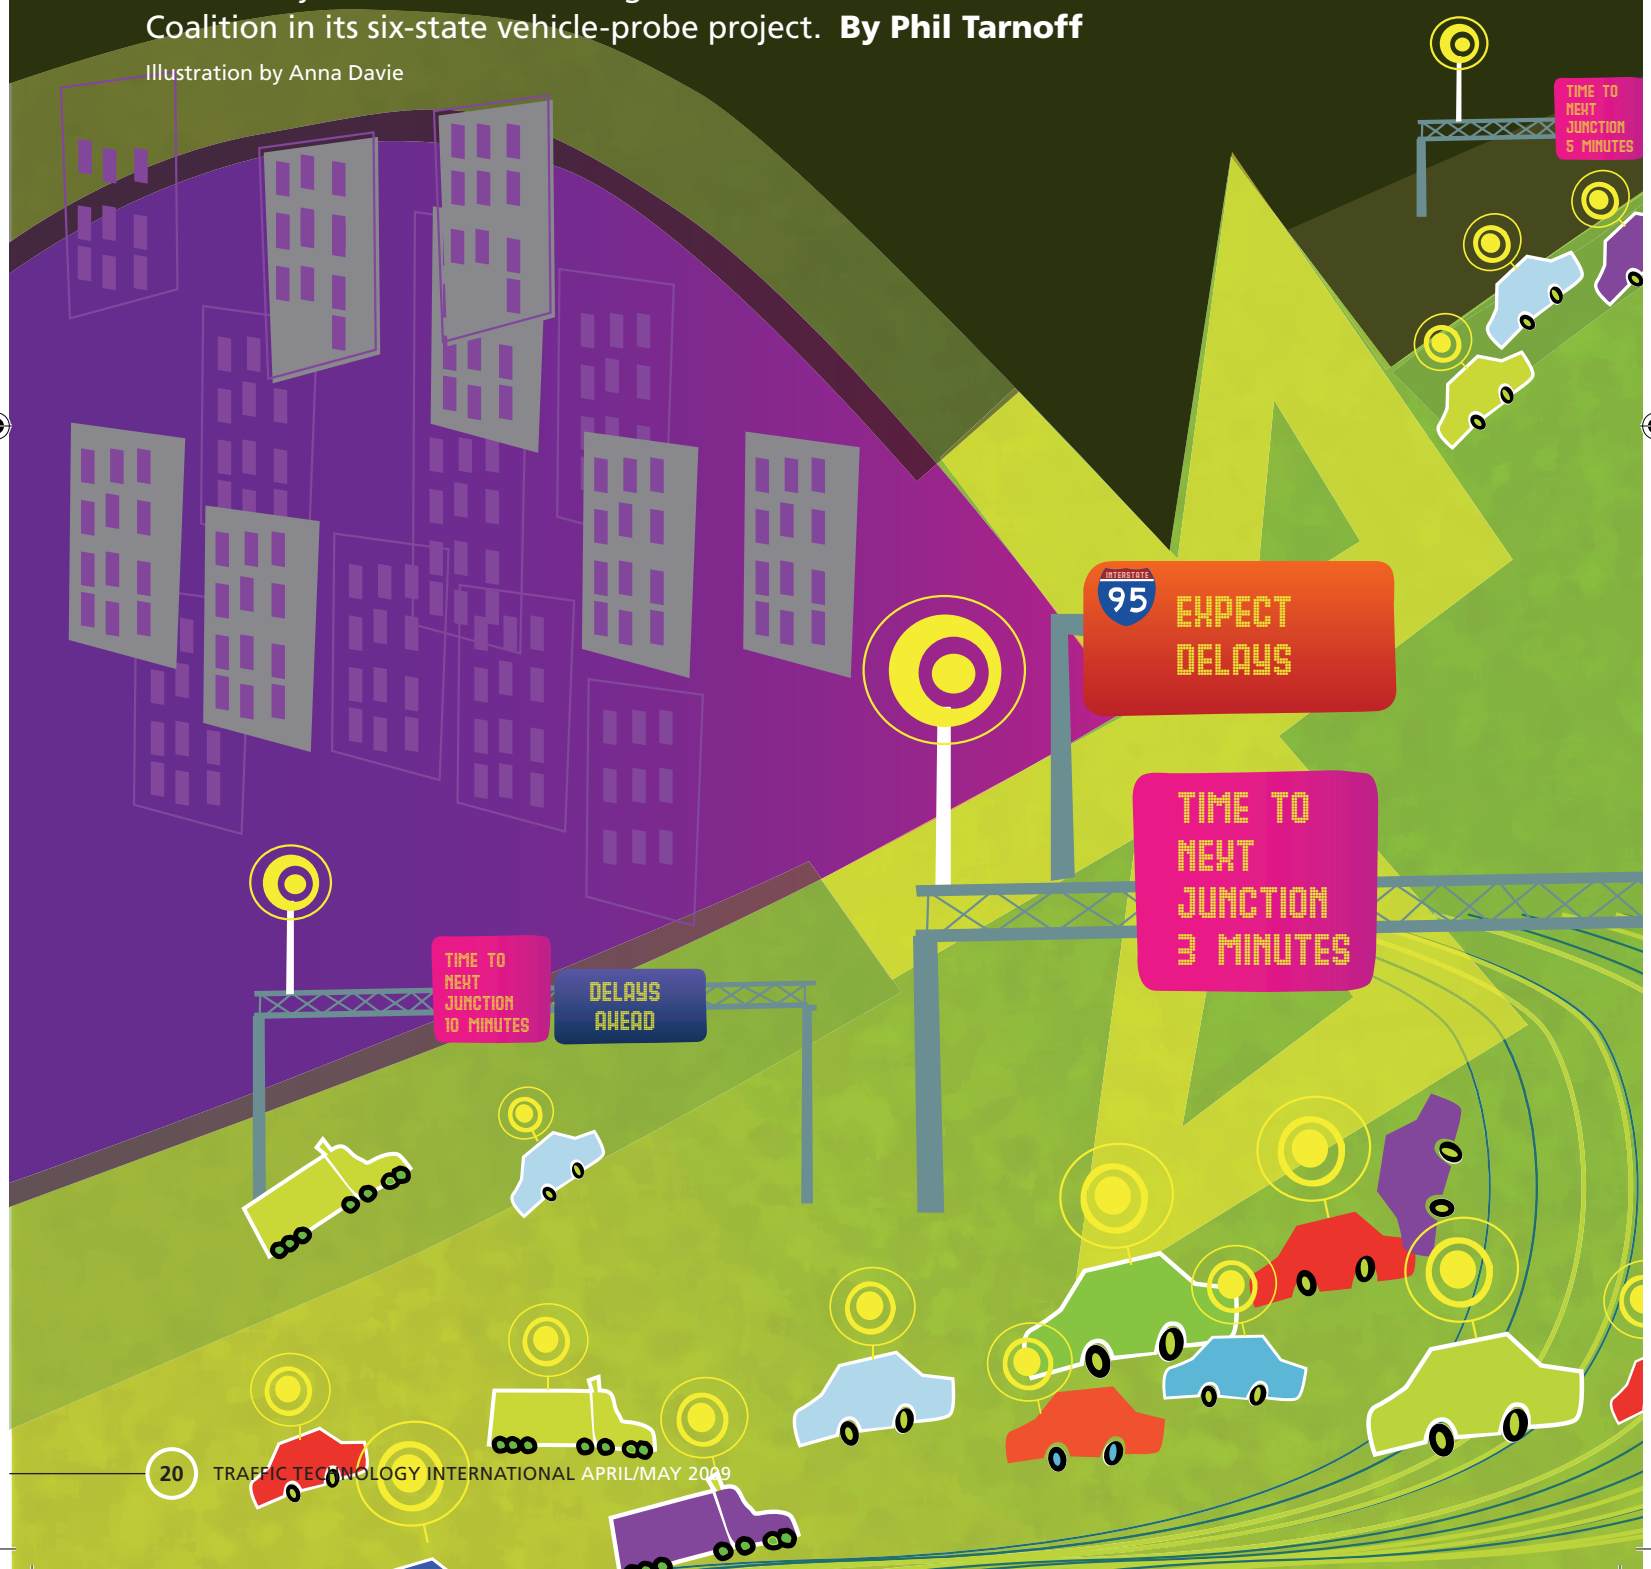 Coalition in its six-state vehicle-probe project. By Phil Tarnoff
Illustration by Anna Davie
TIME TO
NEXT
JUNCTION
5 MINUTES
INTERSTATE
95
EXPECT
DELAYS
TIME TO
NEXT
JUNCTION
3 MINUTES
TIME TO
NEXT
JUNCTION
10 MINUTES
DELAYS
AHEAD
20 TRAFFIC TECHNOLOGY INTERNATIONAL APRIL/MAY 2009